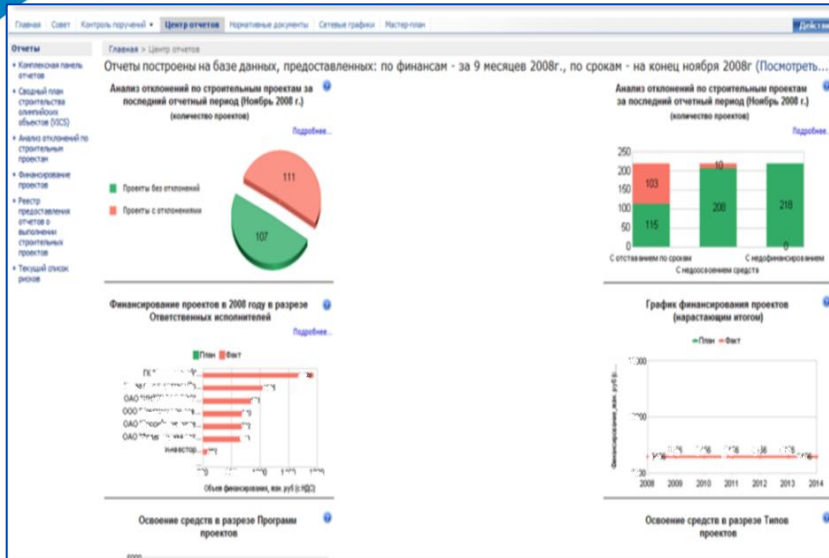 Главная Совет Контроль поручений Центр отчетов Нормативные документы Сетевые графики Мастер-план
Отчеты
Комплексная панель
отчетов
Сводный план
строительства
олимпийских
объектов (VICS)
Анализ отклонений по
строительным
проектам
Финансирование
проектов
Реестр
предоставления
отчетов о
выполнении
строительных
проектов
Текущий список
рисков
Главная > Центр отчетов
Отчеты построены на базе данных, предоставленных: по финансам - за 9 месяцев 2008г., по срокам - на конец ноября 2008г (Посмотреть...
Анализ отклонений по строительным проектам за
последний отчетный период (Ноябрь 2008 г.)
(количество проектов)
Подробнее...
Проекты без отклонений
Проекты с отклонениями
111
107
Анализ отклонений по строительным проектам
за последний отчетный период (Ноябрь 2008 г.)
(количество проектов)
Подробнее...
250
200
150
100
50
0
103
115
10
208
218
0
С отставанием по срокам
С недоосвоением средств
С недофинансированием
Финансирование проектов в 2008 году в разрезе
Ответственных исполнителей
Подробнее...
План Факт
ОАО
ООО
ОАО
ОАО
инвестор...
Объем финансирования, млн. руб (с НДС)
График финансирования проектов
(нарастающим итогом)
План Факт
Финансирование, млн. руб (с...
2008 2009 2010 2011 2012 2013 2014
Освоение средств в разрезе Программ
проектов
Освоение средств в разрезе Типов
проектов